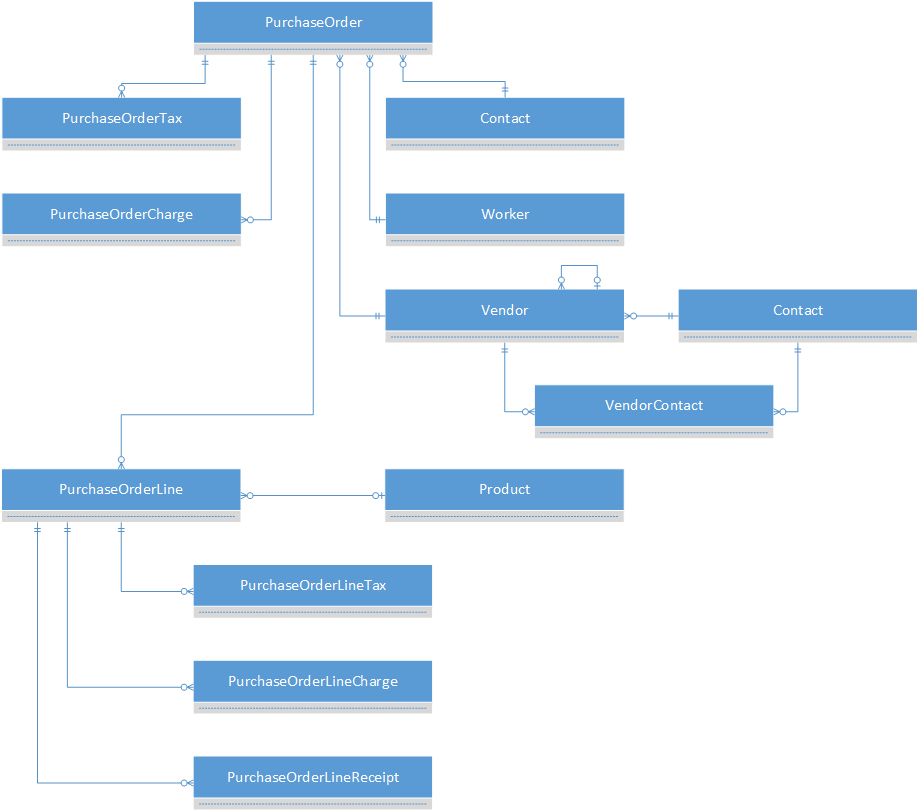 PurchaseOrder
PurchaseOrderTax
Contact
PurchaseOrderCharge
Worker
Vendor
Contact
VendorContact
PurchaseOrderLine
Product
PurchaseOrderLineTax
PurchaseOrderLineCharge
PurchaseOrderLineReceipt